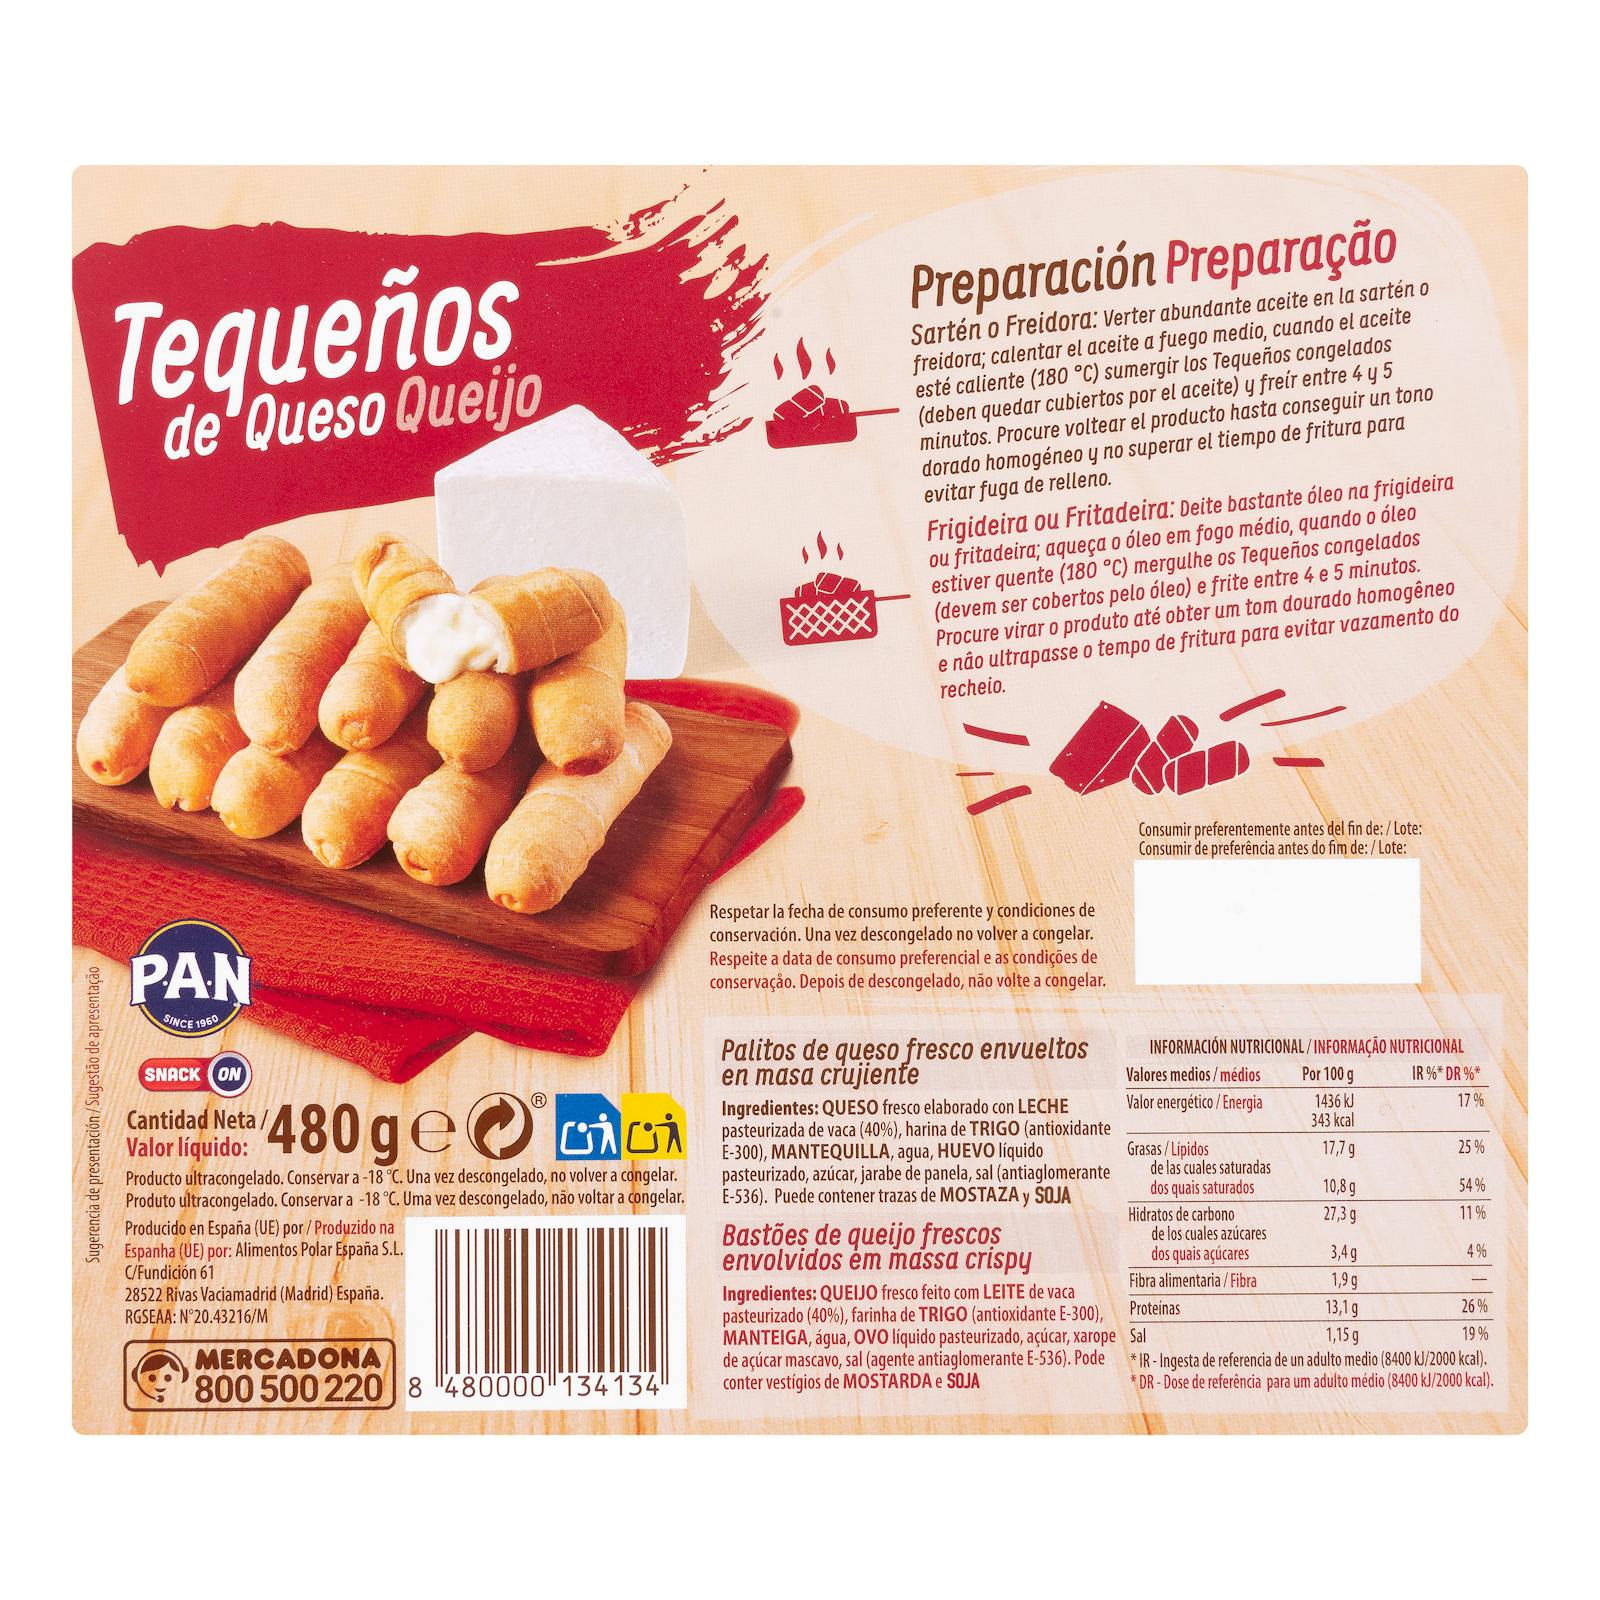 Tequeños
de Queso Queijo
Preparación Preparação
Sartén o Freidora: Verter abundante aceite en la sartén o
freidora; calentar el aceite a fuego medio, cuando el aceite
esté caliente (180 °C) sumergir los Tequeños congelados
(deben quedar cubiertos por el aceite) y freír entre 4 y 5
minutos. Procure voltear el producto hasta conseguir un tono
dorado homogéneo y no superar el tiempo de fritura para
evitar fuga de relleno.
Frigideira ou Fritadeira: Deite bastante óleo na frigideira
ou fritadeira; aqueça o óleo em fogo médio, quando o óleo
estiver quente (180 °C) mergulhe os Tequeños congelados
(devem ser cobertos pelo óleo) e frite entre 4 e 5 minutos.
Procure virar o produto até obter um tom dourado homogêneo
e não ultrapasse o tempo de fritura para evitar vazamento do
recheio.
Consumir preferentemente antes del fin de: / Lote:
Consumir de preferência antes do fim de: / Lote:
Respetar la fecha de consumo preferente y condiciones de
conservación. Una vez descongelado no volver a congelar.
Respeite a data de consumo preferencial e as condições de
conservação. Depois de descongelado, não volte a congelar.
Sugerencia de presentación / Sugestão de apresentação
P.A.N ®
SINCE 1960
SNACK ON
Cantidad Neta /
Valor líquido:
480 g e ®
Producto ultracongelado. Conservar a -18 °C. Una vez descongelado, no volver a congelar.
Produto ultracongelado. Conservar a -18 °C. Uma vez descongelado, não voltar a congelar.
Producido en España (UE) por / Produzido na
Espanha (UE) por: Alimentos Polar España S.L.
C/Fundición 61
28522 Rivas Vaciamadrid (Madrid) España.
RGSEAA: N°20.43216/M
MERCADONA
800 500 220
8 480000 134134
Palitos de queso fresco envueltos
en masa crujiente
Ingredientes: QUESO fresco elaborado con LECHE
pasteurizada de vaca (40%), harina de TRIGO (antioxidante
E-300), MANTEQUILLA, agua, HUEVO líquido
pasteurizado, azúcar, jarabe de panela, sal (antiaglomerante
E-536). Puede contener trazas de MOSTAZA y SOJA
Bastões de queijo frescos
envolvidos em massa crispy
Ingredientes: QUEIJO fresco feito com LEITE de vaca
pasteurizado (40%), farinha de TRIGO (antioxidante E-300),
MANTEIGA, água, OVO líquido pasteurizado, açúcar, xarope
de açúcar mascavo, sal (agente antiaglomerante E-536). Pode
conter vestígios de MOSTARDA e SOJA
INFORMACIÓN NUTRICIONAL / INFORMAÇÃO NUTRICIONAL
Valores medios / médios Por 100 g IR %* DR %*
Valor energético / Energia 1436 kJ 17 %
343 kcal
Grasas / Lípidos 17,7 g 25 %
de las cuales saturadas
dos quais saturados 10,8 g 54 %
Hidratos de carbono 27,3 g 11 %
de los cuales azúcares
dos quais açúcares 3,4 g 4 %
Fibra alimentaria / Fibra 1,9 g —
Proteínas 13,1 g 26 %
Sal 1,15 g 19 %
* IR - Ingesta de referencia de un adulto medio (8400 kJ/2000 kcal).
* DR - Dose de referência para um adulto médio (8400 kJ/2000 kcal).